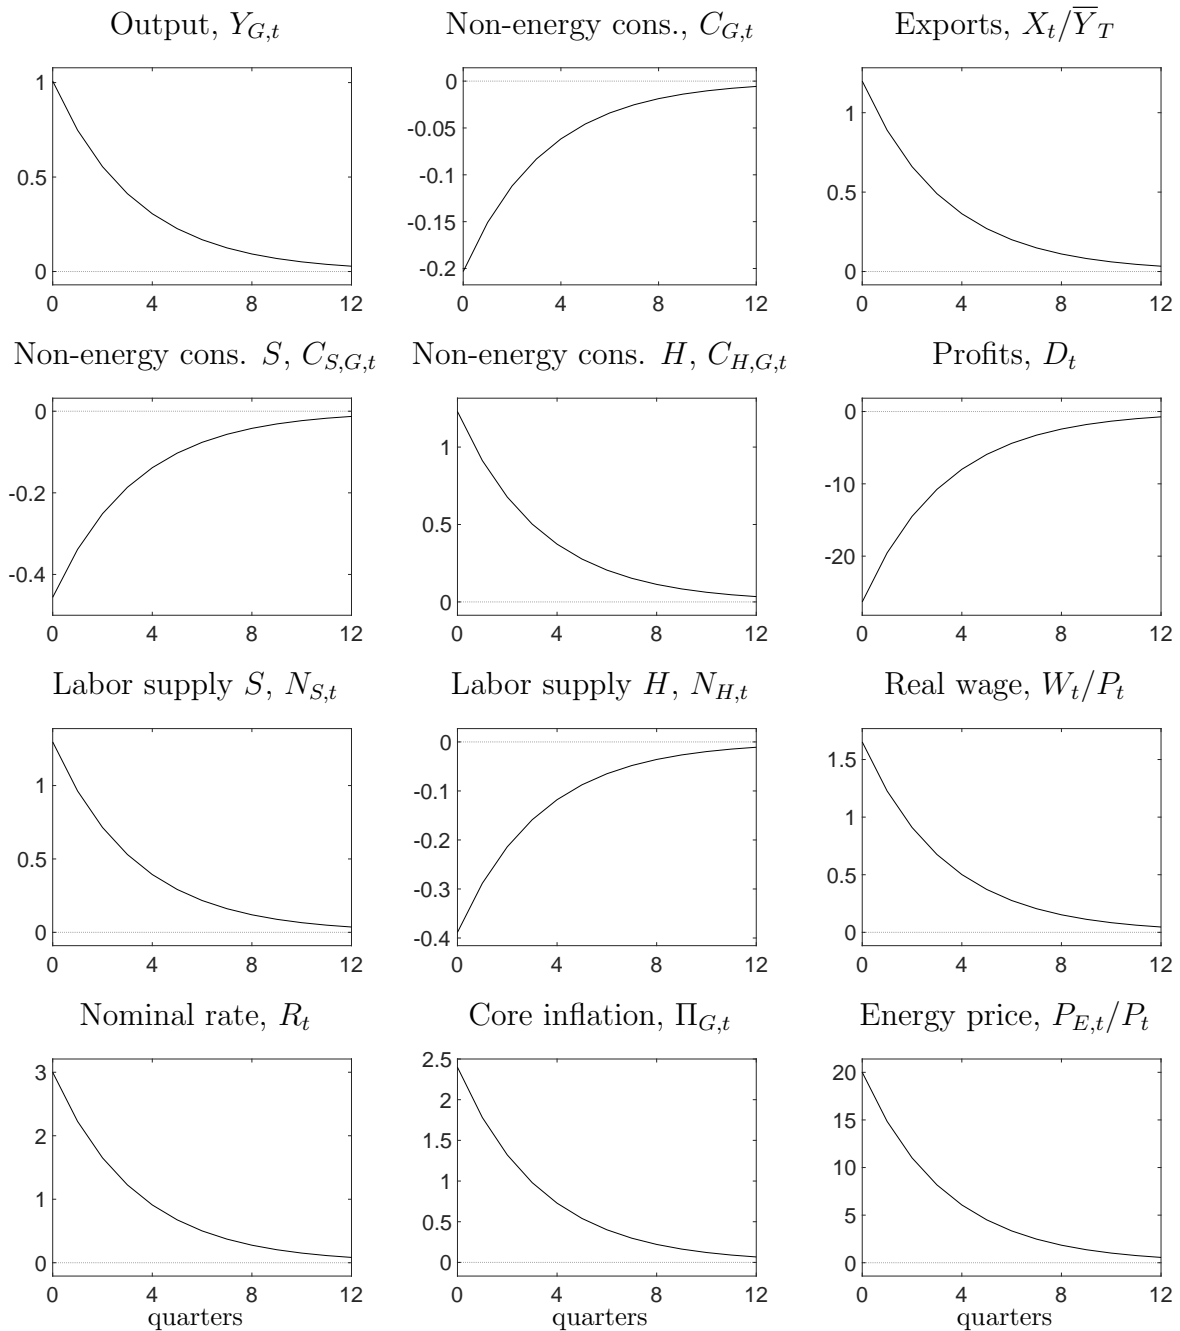 Output, Y_{G,t}
Non-energy cons., C_{G,t}
Exports, X_t/\overline{Y}_T
1
0.5
0
0 4 8 12
0
-0.05
-0.1
-0.15
-0.2
0 4 8 12
1
0.5
0
0 4 8 12
Non-energy cons. S, C_{S,G,t}
Non-energy cons. H, C_{H,G,t}
Profits, D_t
0
-0.2
-0.4
0 4 8 12
1
0.5
0
0 4 8 12
0
-10
-20
0 4 8 12
Labor supply S, N_{S,t}
Labor supply H, N_{H,t}
Real wage, W_t/P_t
1
0.5
0
0 4 8 12
0
-0.1
-0.2
-0.3
-0.4
0 4 8 12
1.5
1
0.5
0
0 4 8 12
Nominal rate, R_t
Core inflation, Π_{G,t}
Energy price, P_{E,t}/P_t
3
2
1
0
0 4 8 12
quarters
2.5
2
1.5
1
0.5
0
0 4 8 12
quarters
20
15
10
5
0
0 4 8 12
quarters